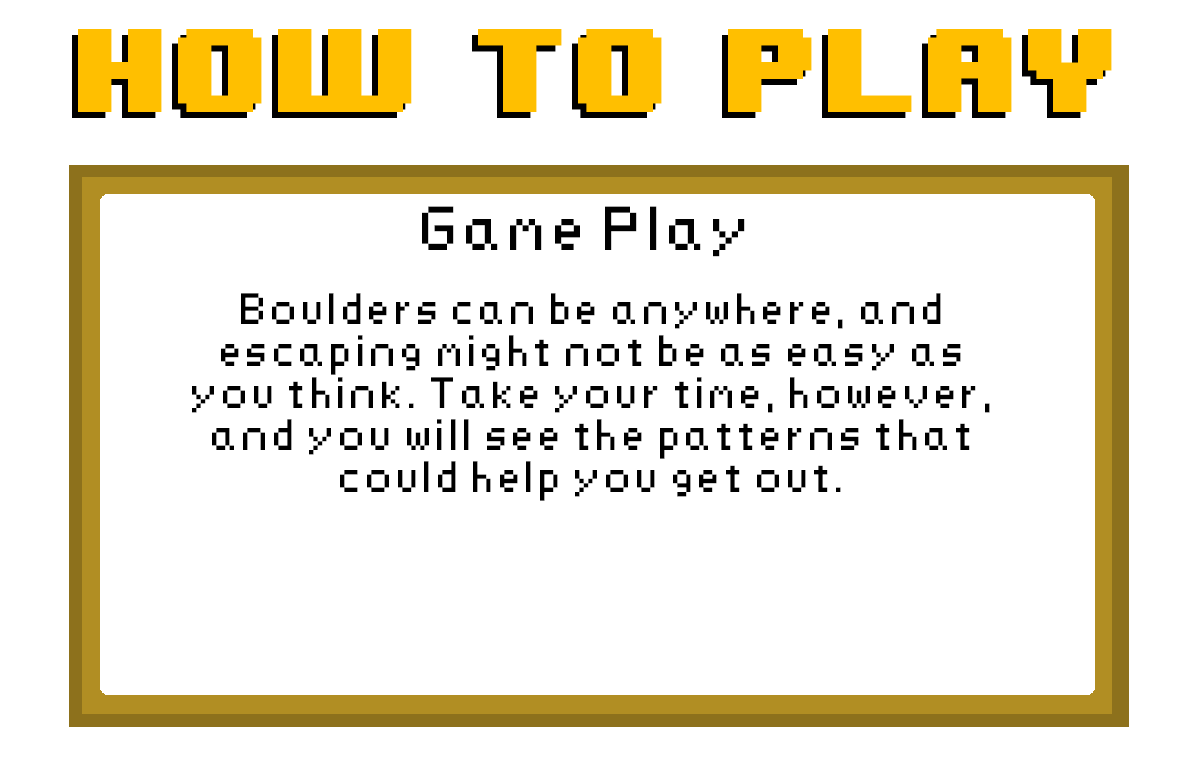 HOW TO PLAY
Game Play
Boulders can be anywhere, and
escaping might not be as easy as
you think. Take your time, however,
and you will see the patterns that
could help you get out.